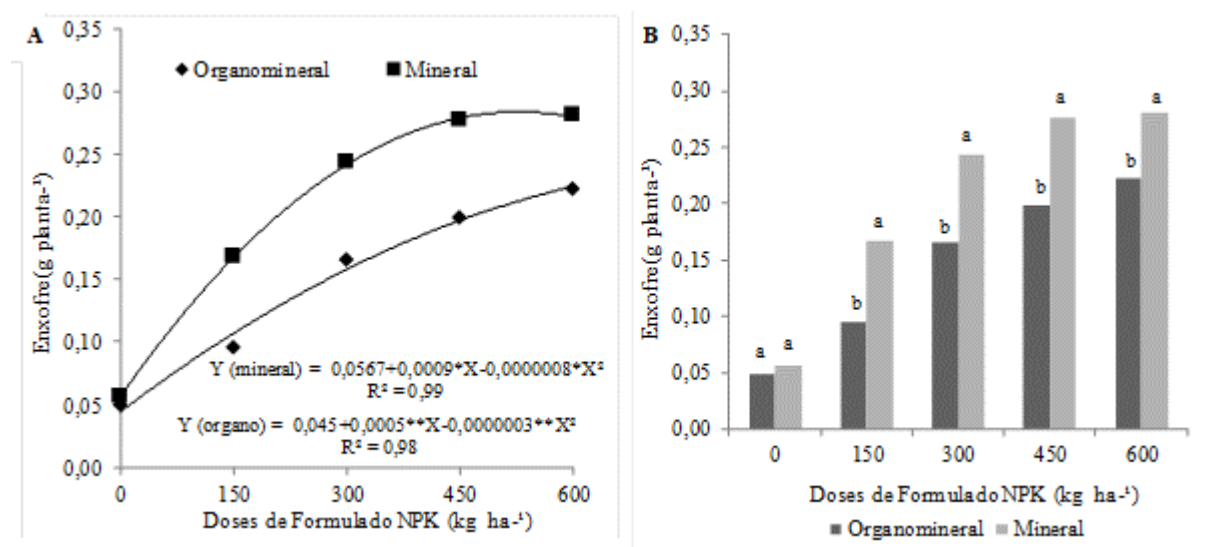 A
Organomineral Mineral
Enxofre(g planta-¹)
0,35
0,30
0,25
0,20
0,15
0,10
0,05
0,00
Y (mineral) = 0,0567+0,0009*X-0,0000008*X²
R² = 0,99
Y (organo) = 0,045+0,0005**X-0,0000003**X²
R² = 0,98
0 150 300 450 600
Doses de Formulado NPK (kg ha-¹)
B
Enxofre(g planta-¹)
0,35
0,30
0,25
0,20
0,15
0,10
0,05
0,00
a a
b a
b a
b a
b a
0 150 300 450 600
Doses de Formulado NPK (kg ha-¹)
Organomineral Mineral